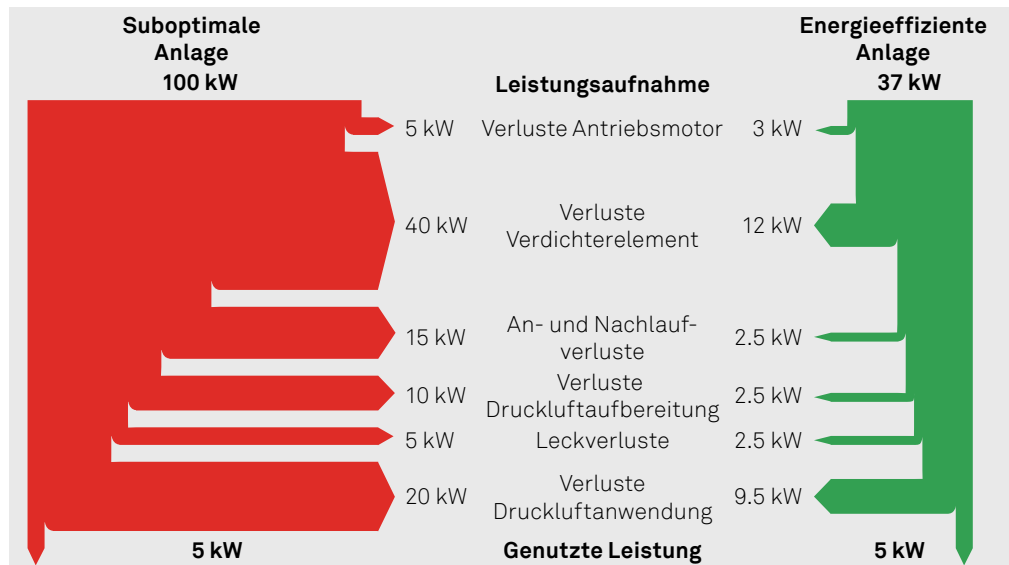 Suboptimale
Anlage
100 kW
Leistungsaufnahme
Energieeffiziente
Anlage
37 kW
5 kW Verluste Antriebsmotor 3 kW
40 kW Verluste
Verdichterelement 12 kW
15 kW An- und Nachlauf-
verluste 2.5 kW
10 kW Verluste
Druckluftaufbereitung 2.5 kW
5 kW Leckverluste 2.5 kW
20 kW Verluste
Druckluftanwendung 9.5 kW
5 kW Genutzte Leistung 5 kW